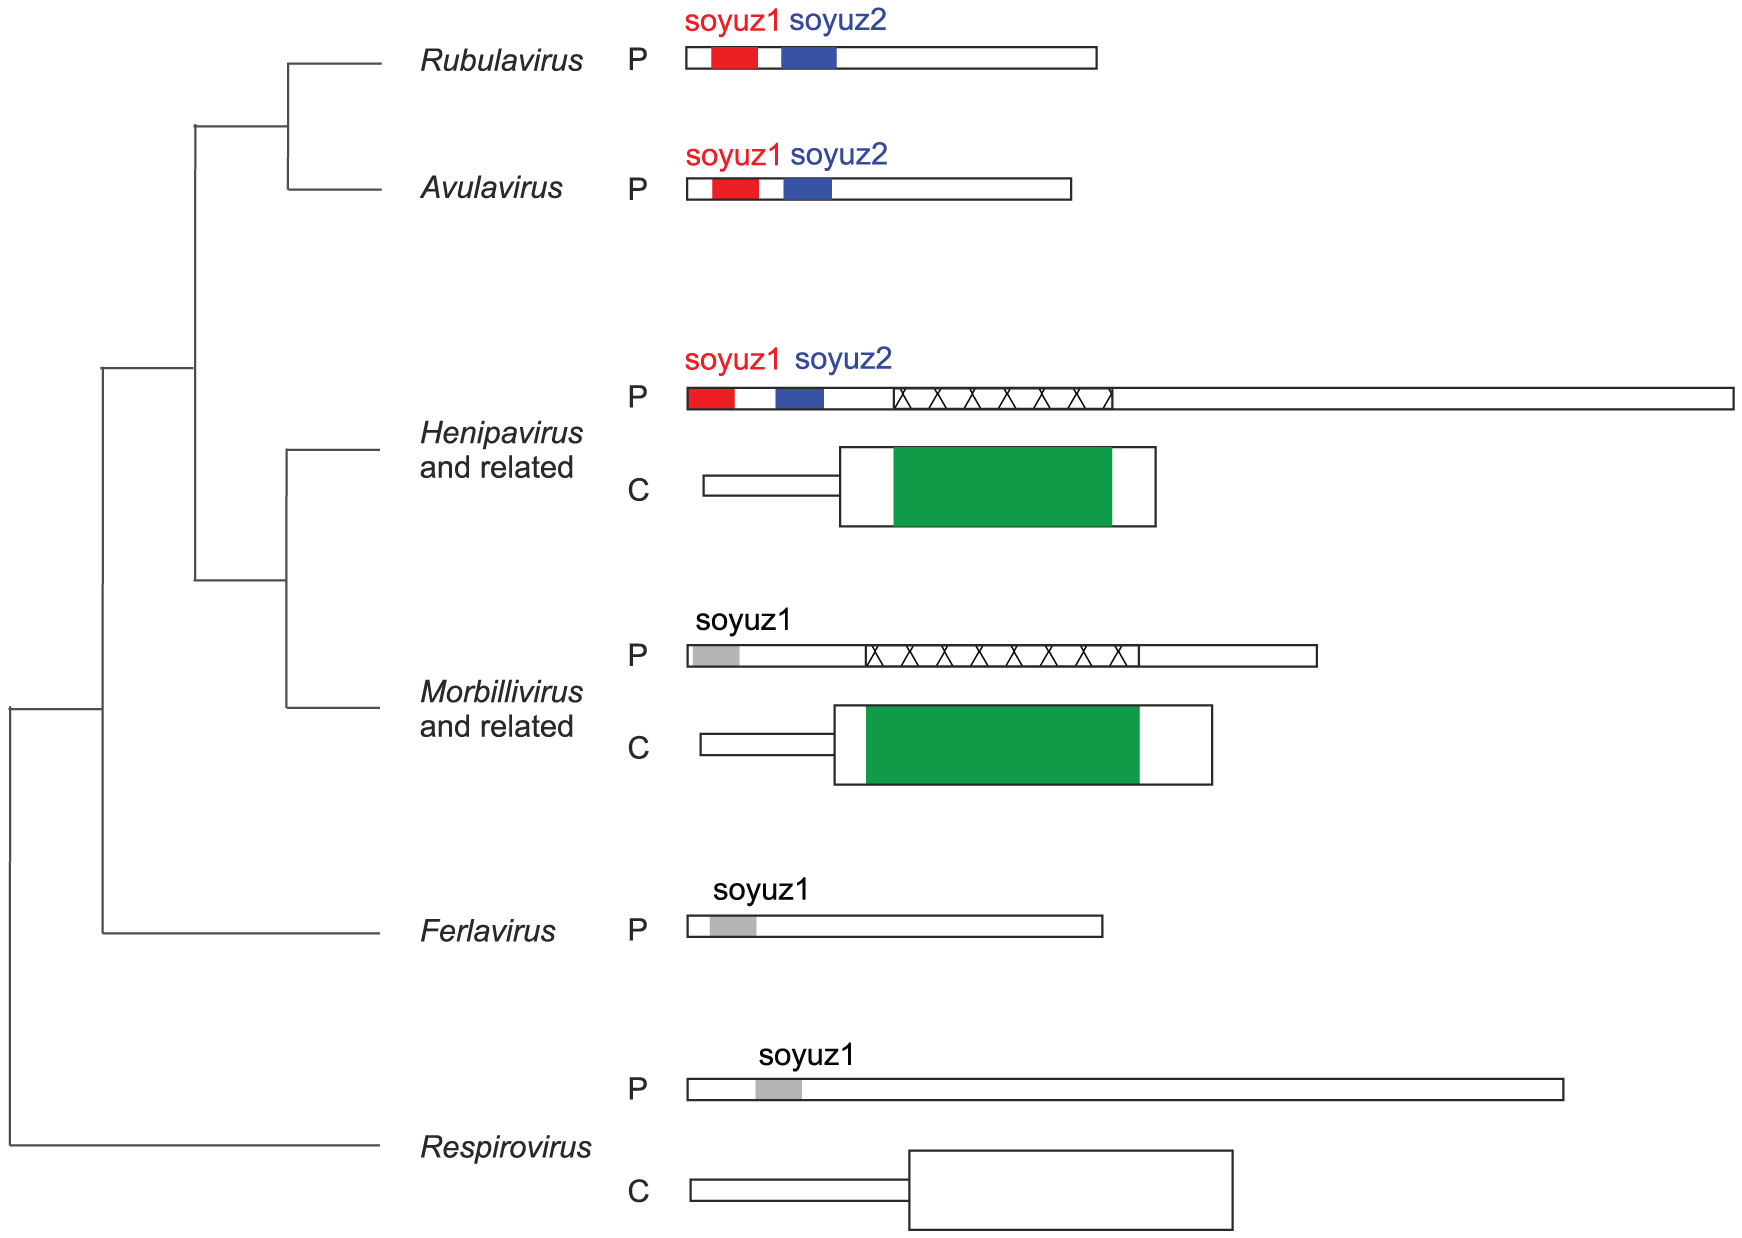 soyuz1 soyuz2
Rubulavirus P
soyuz1 soyuz2
Avulavirus P
soyuz1 soyuz2
P
Henipavirus
and related
C
soyuz1
P
Morbillivirus
and related
C
soyuz1
Ferlavirus P
soyuz1
P
Respirovirus
C